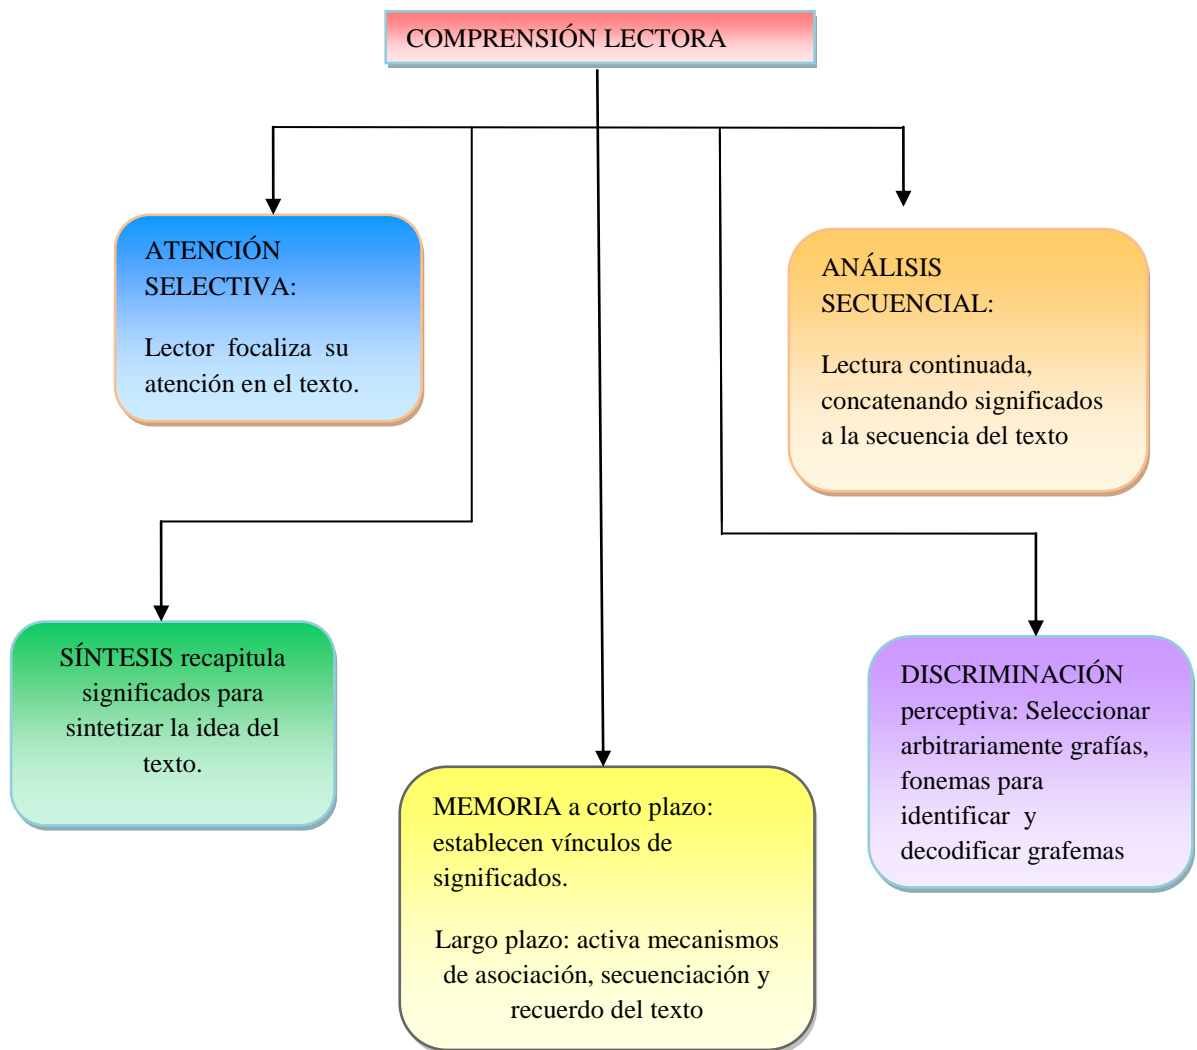 COMPRENSIÓN LECTORA
ATENCIÓN
SELECTIVA:
Lector focaliza su
atención en el texto.
ANÁLISIS
SECUENCIAL:
Lectura continuada,
concatenando significados
a la secuencia del texto
SÍNTESIS recapitula
significados para
sintetizar la idea del
texto.
MEMORIA a corto plazo:
establecen vínculos de
significados.
Largo plazo: activa mecanismos
de asociación, secuenciación y
recuerdo del texto
DISCRIMINACIÓN
perceptiva: Seleccionar
arbitrariamente grafías,
fonemas para
identificar y
decodificar grafemas